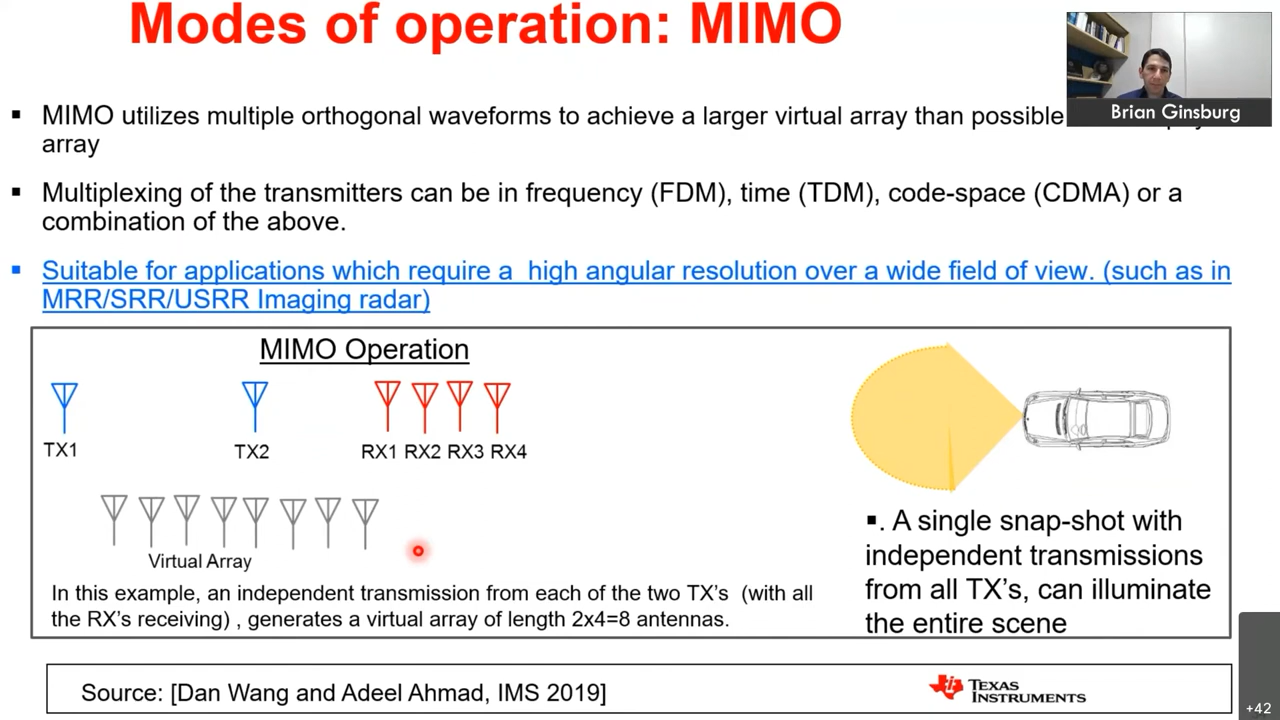 Modes of operation: MIMO
Brian Ginsburg
▪ MIMO utilizes multiple orthogonal waveforms to achieve a larger virtual array than possible
array
▪ Multiplexing of the transmitters can be in frequency (FDM), time (TDM), code-space (CDMA) or a
combination of the above.
▪ Suitable for applications which require a high angular resolution over a wide field of view. (such as in
MRR/SRR/USRR Imaging radar)
MIMO Operation
TX1 TX2 RX1 RX2 RX3 RX4
Virtual Array
In this example, an independent transmission from each of the two TX's (with all
the RX's receiving) , generates a virtual array of length 2x4=8 antennas.
▪. A single snap-shot with
independent transmissions
from all TX's, can illuminate
the entire scene
Source: [Dan Wang and Adeel Ahmad, IMS 2019]
TEXAS
INSTRUMENTS
+42